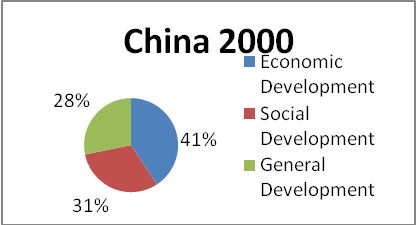 China 2000
Economic
Development
Social
Development
General
Development
28%
41%
31%